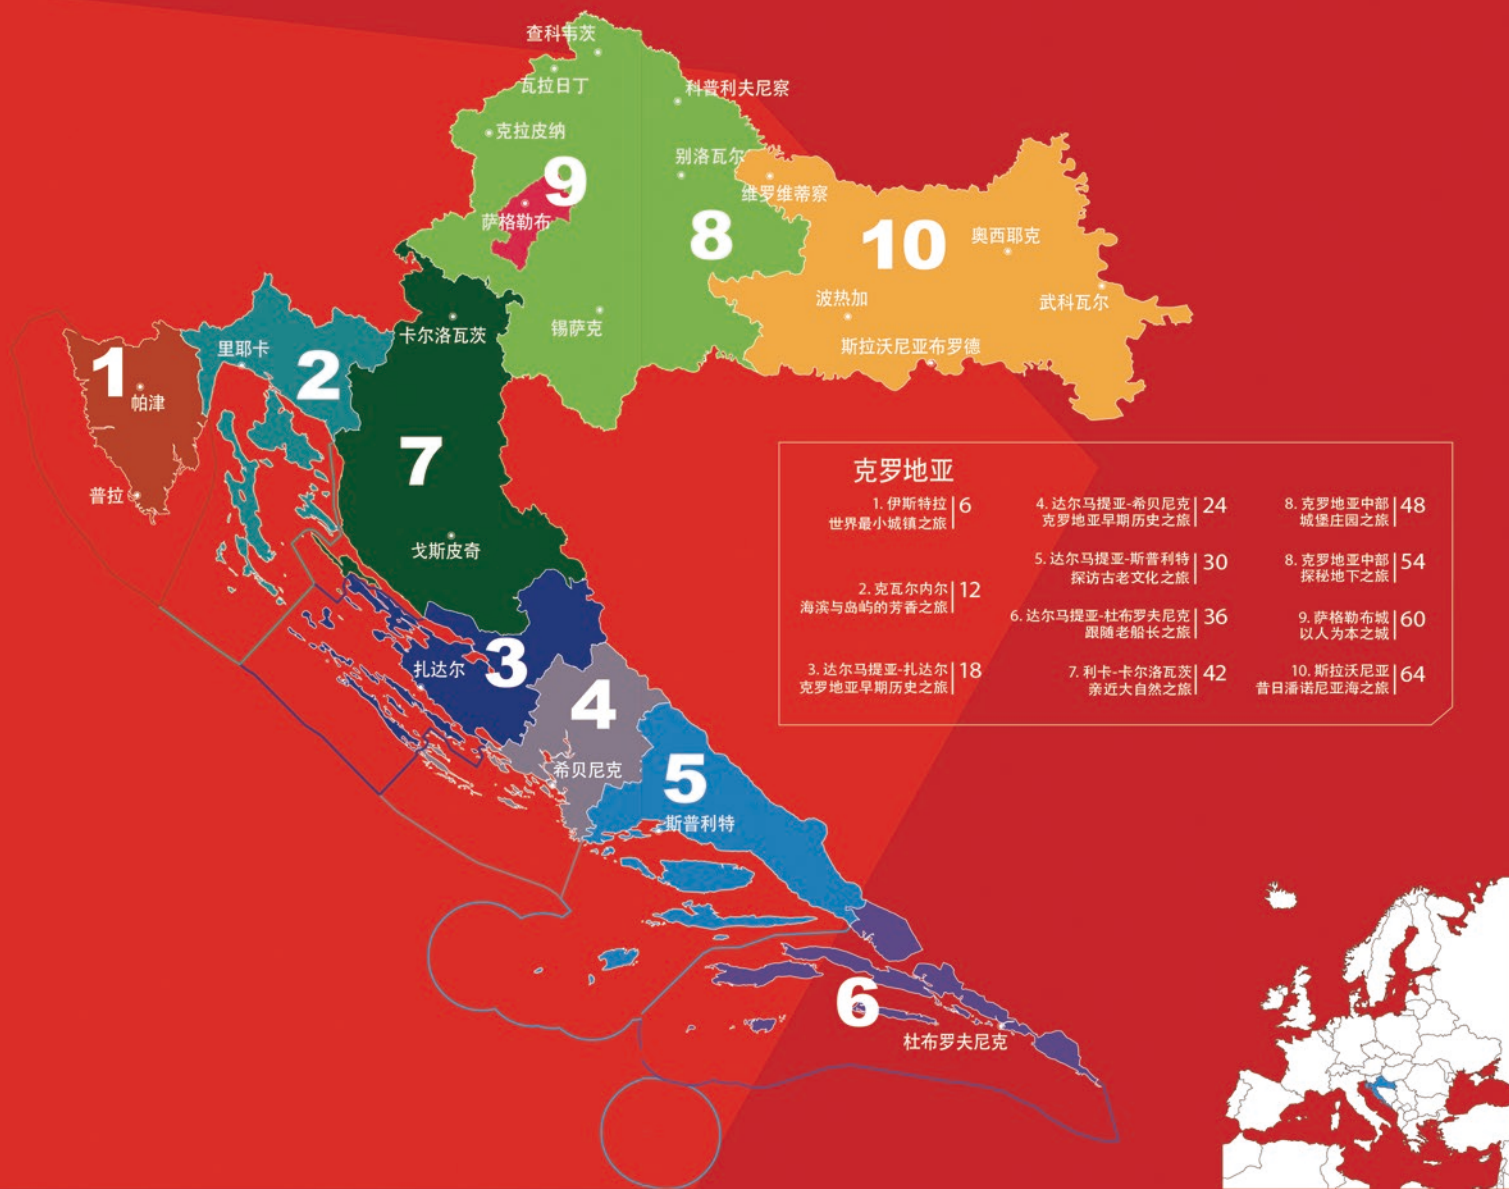 查科韦茨
瓦拉日丁
科普利夫尼察
克拉皮纳
别洛瓦尔
9
维罗维蒂察
萨格勒布
8
10
奥西耶克
波热加
武科瓦尔
锡萨克
卡尔洛瓦茨
斯拉沃尼亚布罗德
里耶卡
1
2
帕津
7
普拉
戈斯皮奇
3
扎达尔
4
希贝尼克
5
斯普利特
6
杜布罗夫尼克
克罗地亚
1. 伊斯特拉
世界最小城镇之旅
6
2. 克瓦尔内尔
海滨与岛屿的芳香之旅
12
3. 达尔马提亚-扎达尔
克罗地亚早期历史之旅
18
4. 达尔马提亚-希贝尼克
克罗地亚早期历史之旅
24
5. 达尔马提亚-斯普利特
探访古老文化之旅
30
6. 达尔马提亚-杜布罗夫尼克
跟随老船长之旅
36
7. 利卡-卡尔洛瓦茨
亲近大自然之旅
42
8. 克罗地亚中部
城堡庄园之旅
48
8. 克罗地亚中部
探秘地下之旅
54
9. 萨格勒布城
以人为本之城
60
10. 斯拉沃尼亚
昔日潘诺尼亚海之旅
64